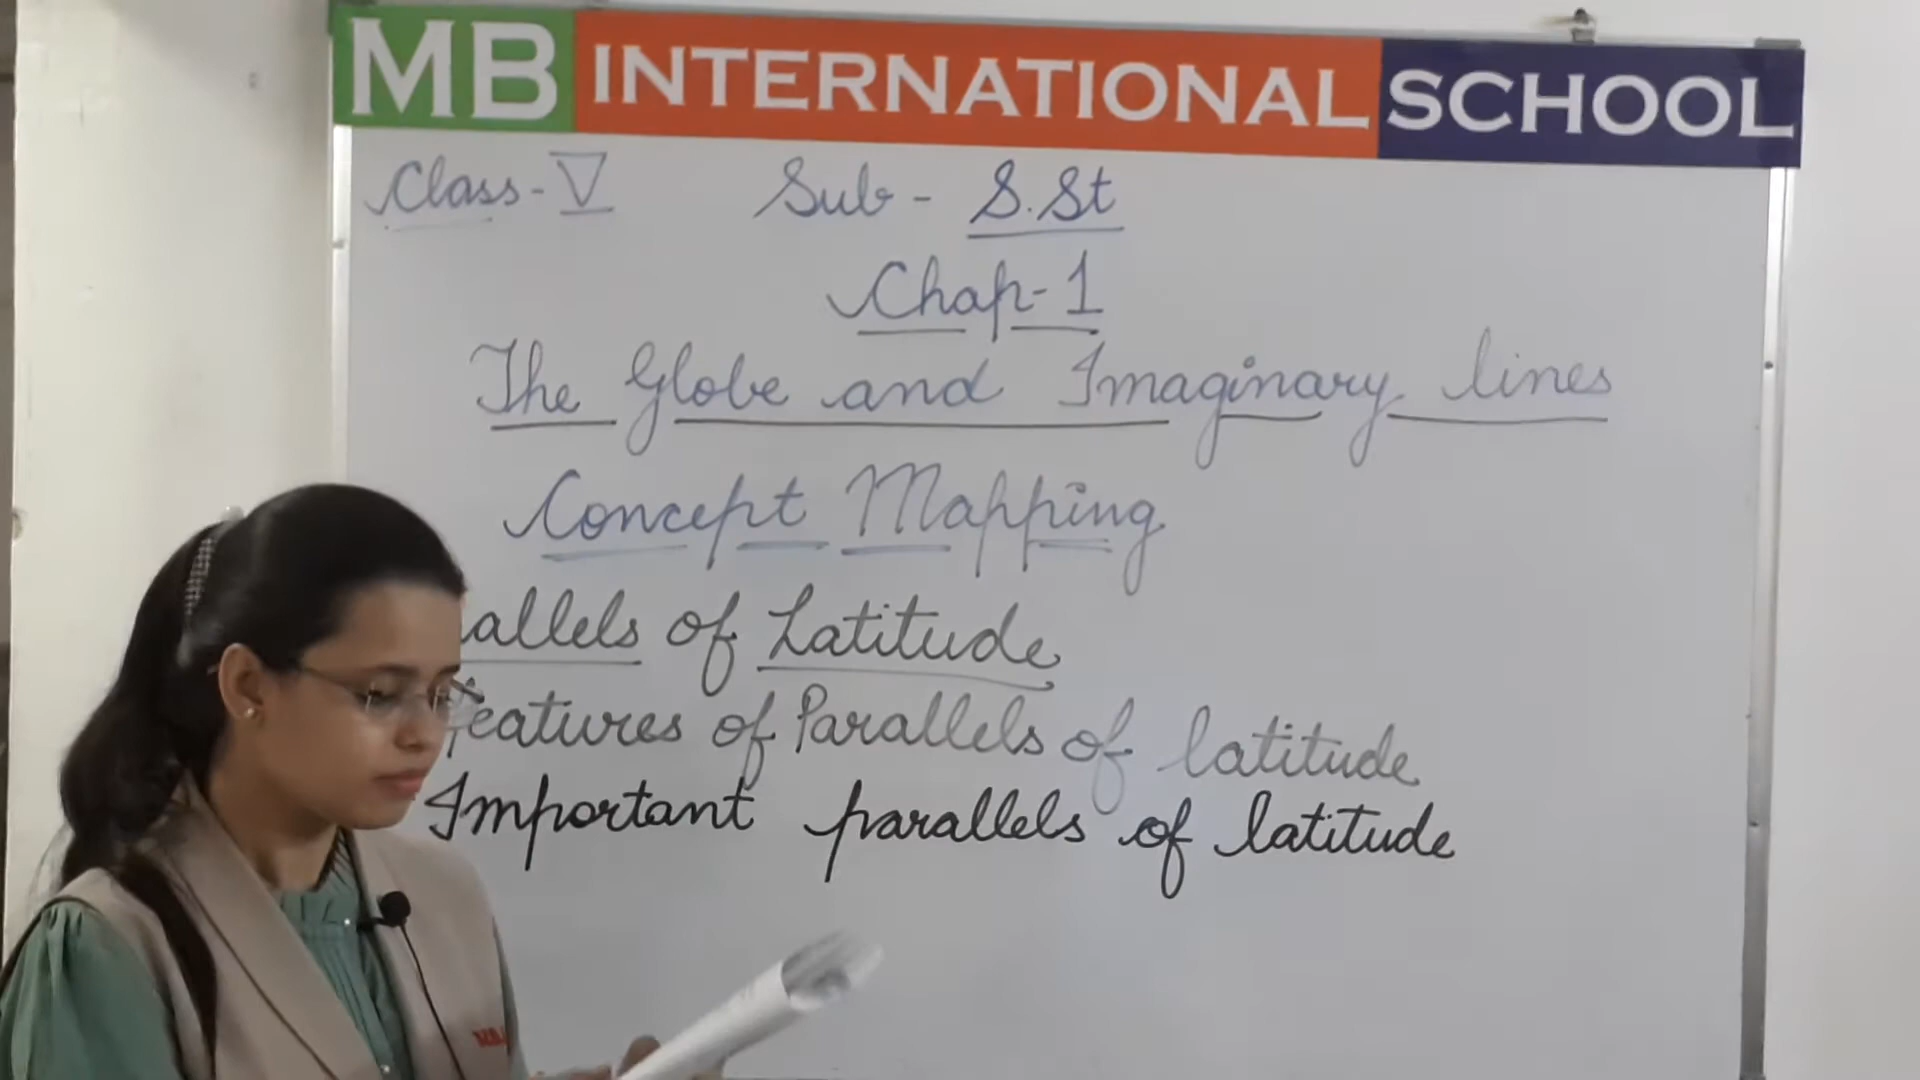 MB INTERNATIONAL SCHOOL
Class-V Sub- S.St
Chap-1
The Globe and Imaginary lines
Concept Mapping
allels of Latitude
Features of Parallels of latitude
Important parallels of latitude